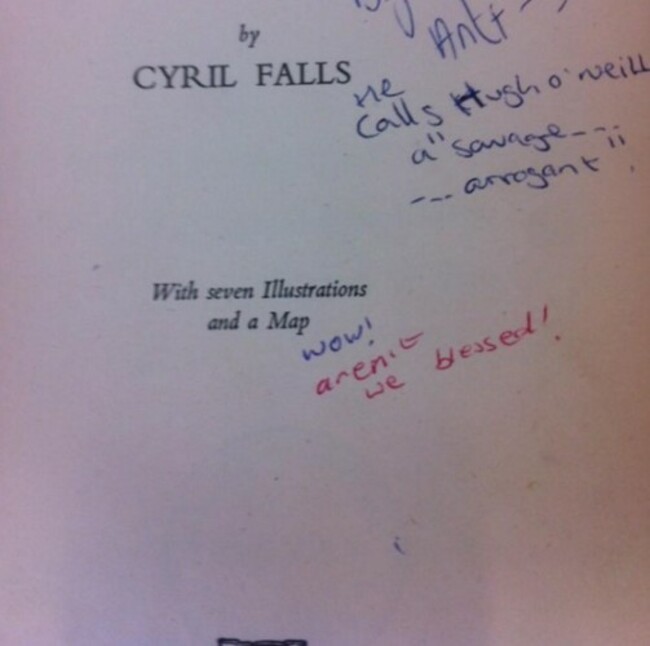 by
CYRIL FALLS
Anti-
He
calls Hugh o'neill
a "savage---
--- arrogant".
With seven Illustrations
and a Map
wow!
aren't
we blessed!